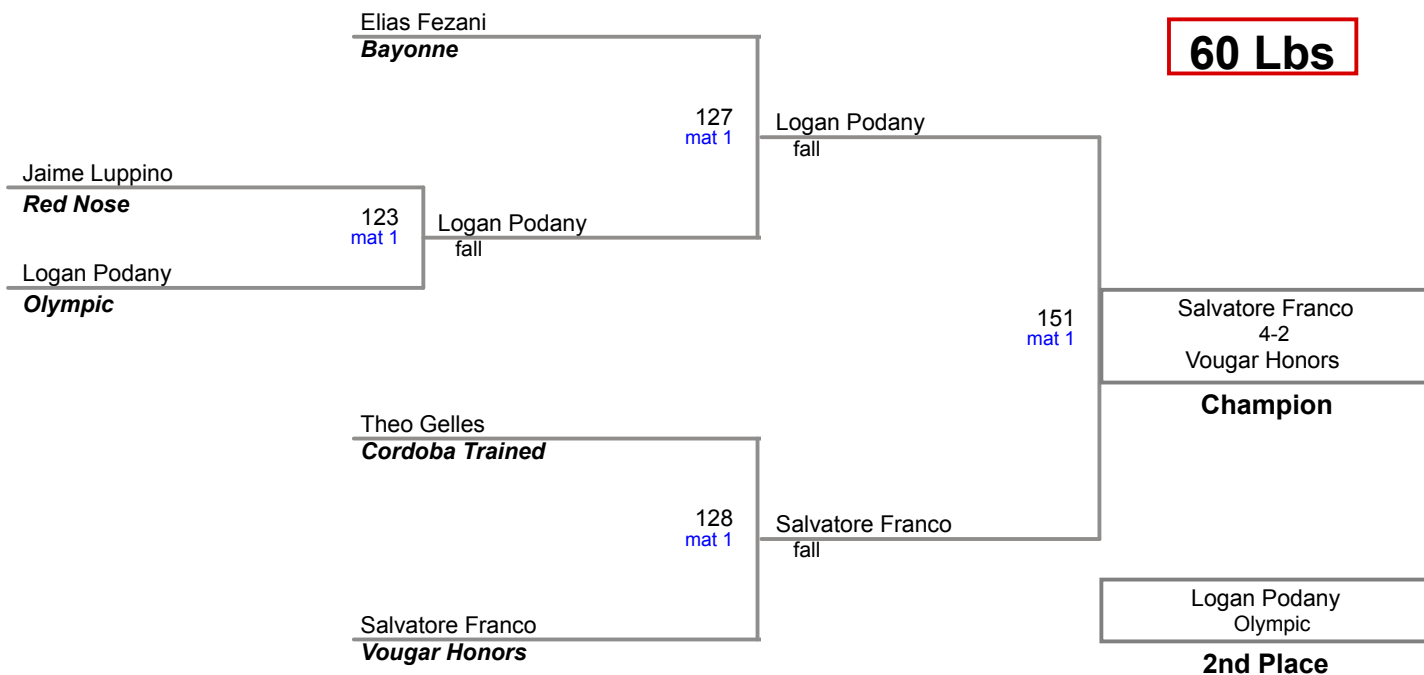 Elias Fezani
Bayonne
60 Lbs
127
mat 1
Logan Podany
fall
Jaime Luppino
Red Nose
123
mat 1
Logan Podany
fall
Logan Podany
Olympic
151
mat 1
Salvatore Franco
4-2
Vougar Honors
Champion
Theo Gelles
Cordoba Trained
128
mat 1
Salvatore Franco
fall
Salvatore Franco
Vougar Honors
Logan Podany
Olympic
2nd Place